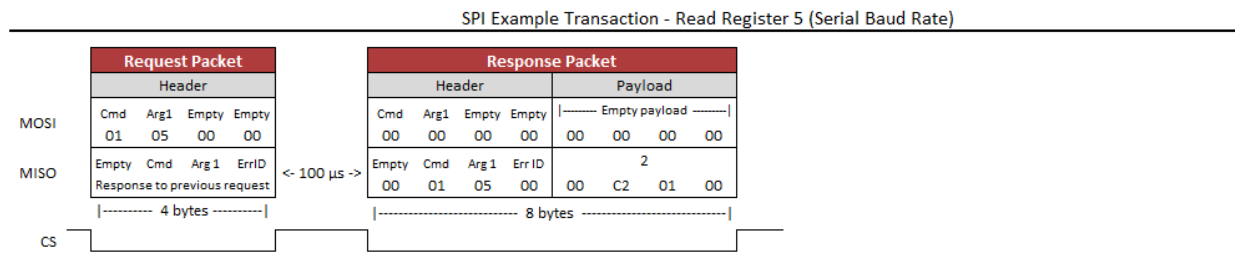 SPI Example Transaction - Read Register 5 (Serial Baud Rate)
Request Packet Response Packet
Header Header Payload
MOSI Cmd Arg1 Empty Empty Cmd Arg1 Empty Empty |--------- Empty payload ---------|
01 05 00 00 00 00 00 00 00 00 00 00
MISO Empty Cmd Arg 1 ErrID <- 100 µs -> Empty Cmd Arg 1 Err ID 2
Response to previous request 00 01 05 00 00 C2 01 00
|---------- 4 bytes ----------| |---------------------------- 8 bytes -----------------------------|
CS